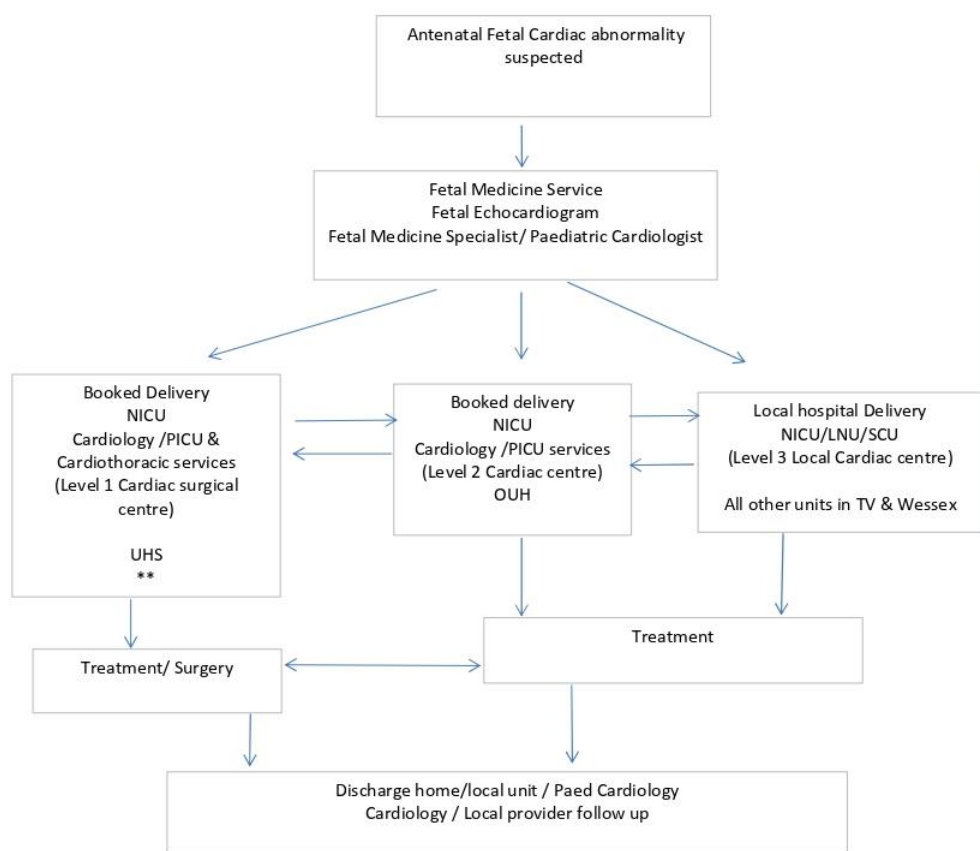 Antenatal Fetal Cardiac abnormality
suspected
Fetal Medicine Service
Fetal Echocardiogram
Fetal Medicine Specialist/ Paediatric Cardiologist
Booked Delivery
NICU
Cardiology /PICU &
Cardiothoracic services
(Level 1 Cardiac surgical
centre)
UHS
**
Booked delivery
NICU
Cardiology /PICU services
(Level 2 Cardiac centre)
OUH
Local hospital Delivery
NICU/LNU/SCU
(Level 3 Local Cardiac centre)
All other units in TV & Wessex
Treatment/ Surgery
Treatment
Discharge home/local unit / Paed Cardiology
Cardiology / Local provider follow up